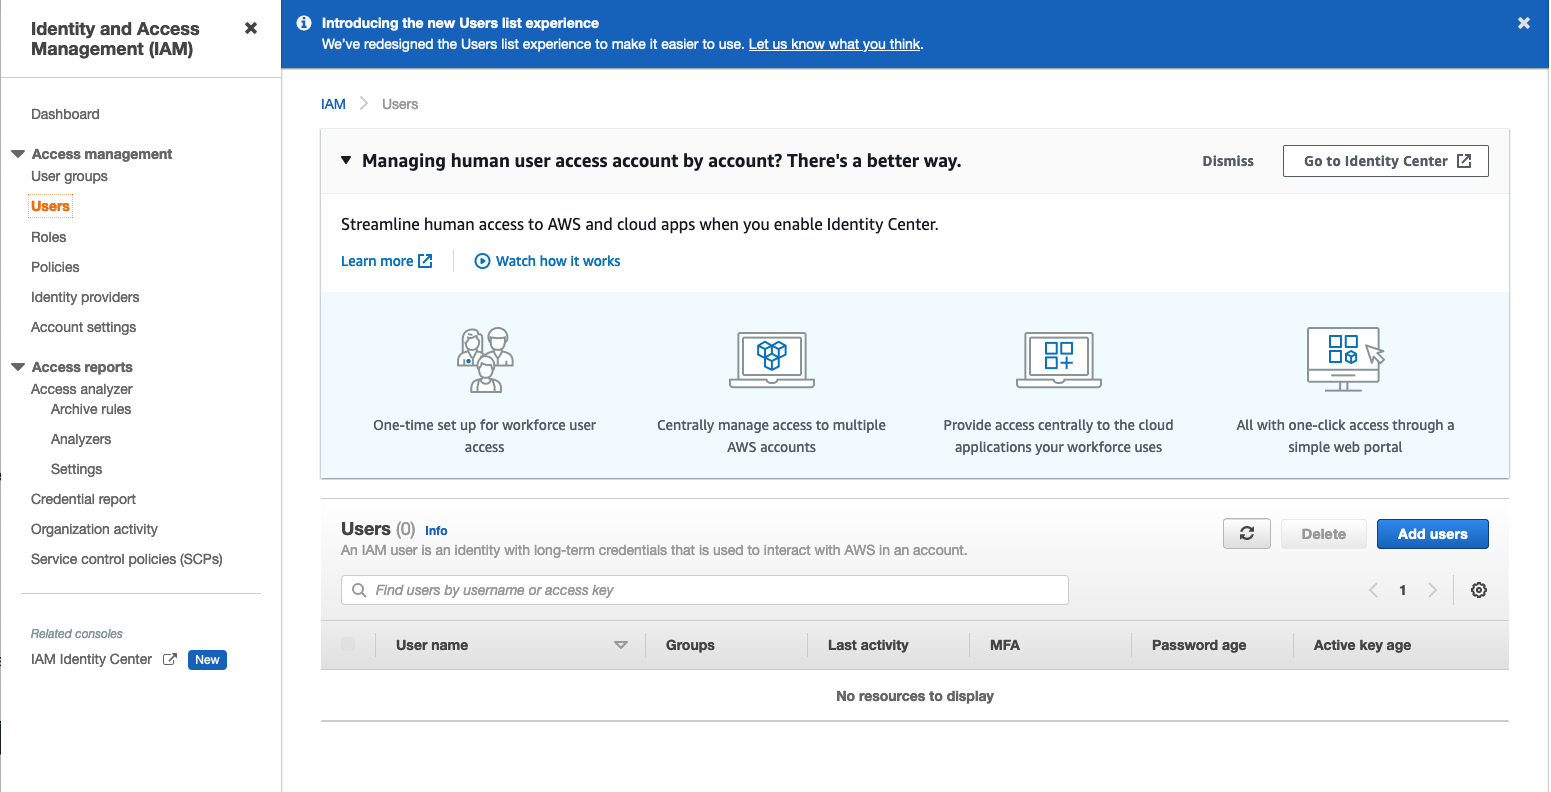 Identity and Access
Management (IAM)
Dashboard
Access management
User groups
Users
Roles
Policies
Identity providers
Account settings
Access reports
Access analyzer
Archive rules
Analyzers
Settings
Credential report
Organization activity
Service control policies (SCPs)
Related consoles
IAM Identity Center New
Introducing the new Users list experience
We've redesigned the Users list experience to make it easier to use. Let us know what you think.
IAM Users
Managing human user access account by account? There's a better way. Dismiss Go to Identity Center
Streamline human access to AWS and cloud apps when you enable Identity Center.
Learn more Watch how it works
One-time set up for workforce user
access
Centrally manage access to multiple
AWS accounts
Provide access centrally to the cloud
applications your workforce uses
All with one-click access through a
simple web portal
Users (0) Info
An IAM user is an identity with long-term credentials that is used to interact with AWS in an account.
Delete Add users
Find users by username or access key
1
User name Groups Last activity MFA Password age Active key age
No resources to display